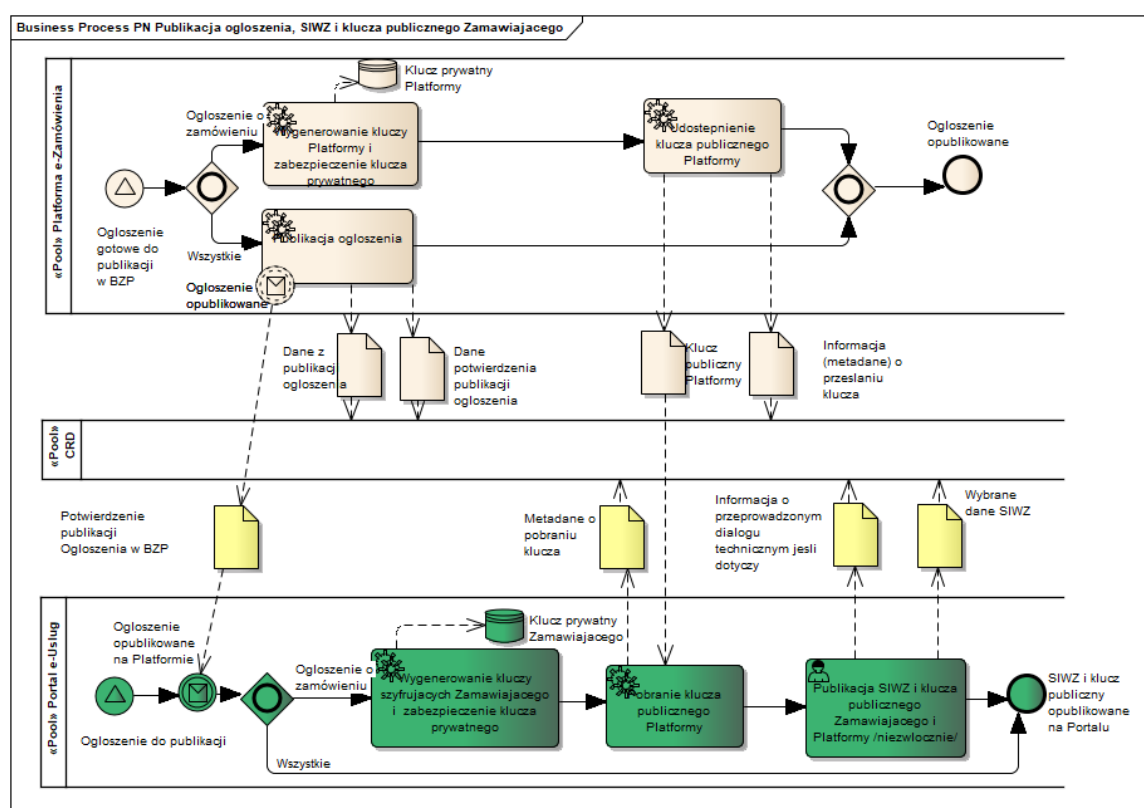 Business Process PN Publikacja ogloszenia, SIWZ i klucza publicznego Zamawiajacego
«Pool» Platforma e-Zamówienia
Klucz prywatny
Platformy
Ogloszenie o
zamówieniu
Wygenerowanie kluczy
Platformy i
zabezpieczenie klucza
prywatnego
Udostepnienie
klucza publicznego
Platformy
Ogloszenie
opublikowane
Ogloszenie
gotowe do
publikacji
w BZP
Wszystkie
Publikacja ogloszenia
Ogloszenie
opublikowane
Dane z
publikacji
ogloszenia
Dane
potwierdzenia
publikacji
ogloszenia
Klucz
publiczny
Platformy
Informacja
(metadane) o
przeslaniu
klucza
«Pool»
CRD
Potwierdzenie
publikacji
Ogloszenia w BZP
Metadane o
pobraniu
klucza
Informacja o
przeprowadzonym
dialogu
technicznym jesli
dotyczy
Wybrane
dane SIWZ
«Pool» Portal e-Uslug
Ogloszenie
opublikowane
na Platformie
Klucz prywatny
Zamawiajacego
Ogloszenie o
zamówieniu
Wygenerowanie kluczy
szyfrujacych Zamawiajacego
i zabezpieczenie klucza
prywatnego
Pobranie klucza
publicznego
Platformy
Publikacja SIWZ i klucza
publicznego
Zamawiajacego i
Platformy /niezwlocznie/
SIWZ i klucz
publiczny
opublikowane
na Portalu
Ogloszenie do publikacji
Wszystkie